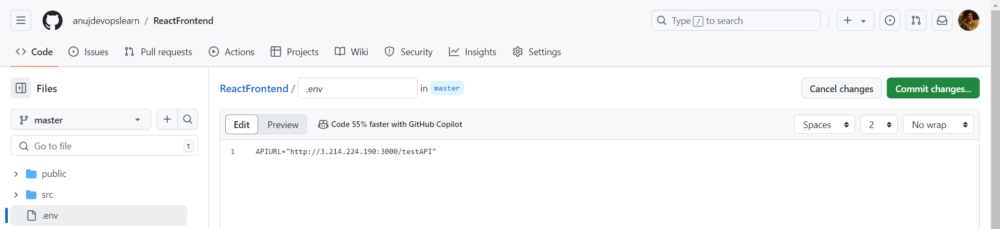 anujdevopslearn / ReactFrontend
Type / to search
Code Issues Pull requests Actions Projects Wiki Security Insights Settings
Files
ReactFrontend / .env in master
Cancel changes Commit changes...
master
Edit Preview Code 55% faster with GitHub Copilot
Spaces 2 No wrap
Go to file t
1 APIURL="http://3.214.224.190:3000/testAPI"
public
src
.env